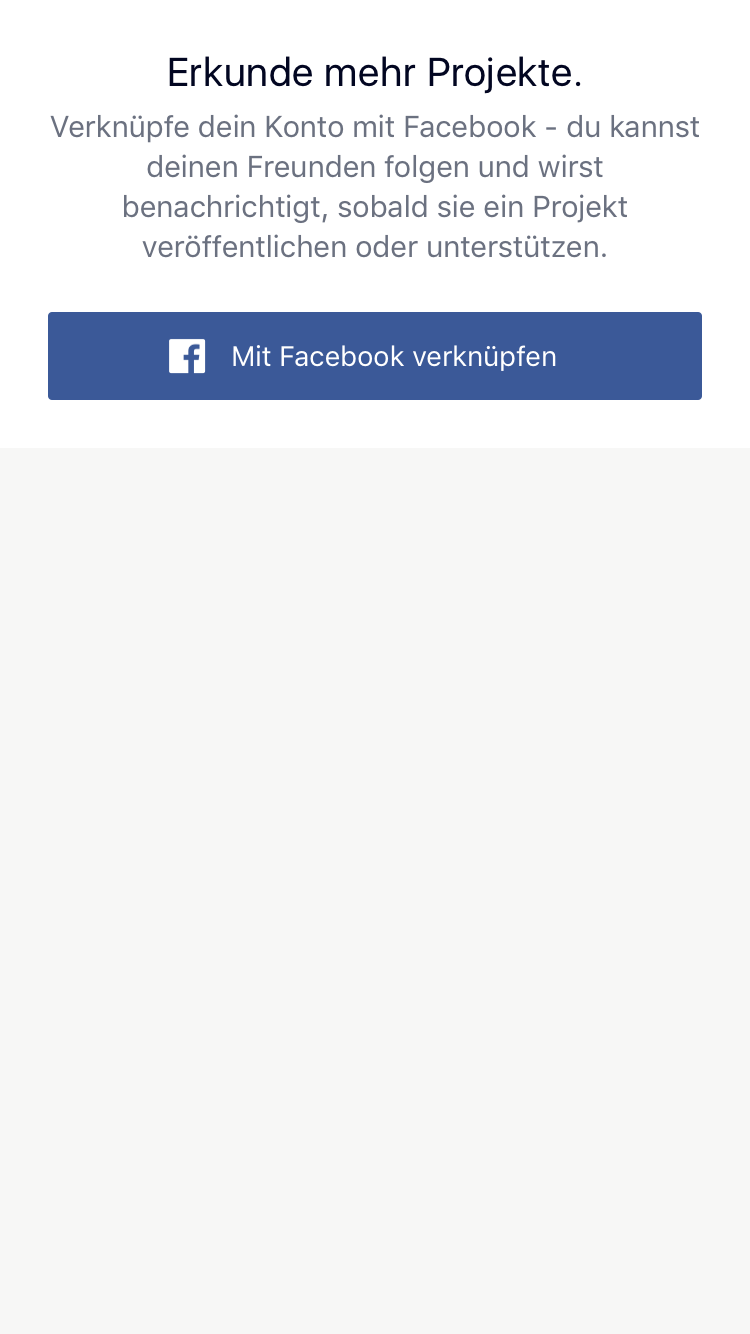 Erkunde mehr Projekte.
Verknüpfe dein Konto mit Facebook - du kannst
deinen Freunden folgen und wirst
benachrichtigt, sobald sie ein Projekt
veröffentlichen oder unterstützen.
Mit Facebook verknüpfen